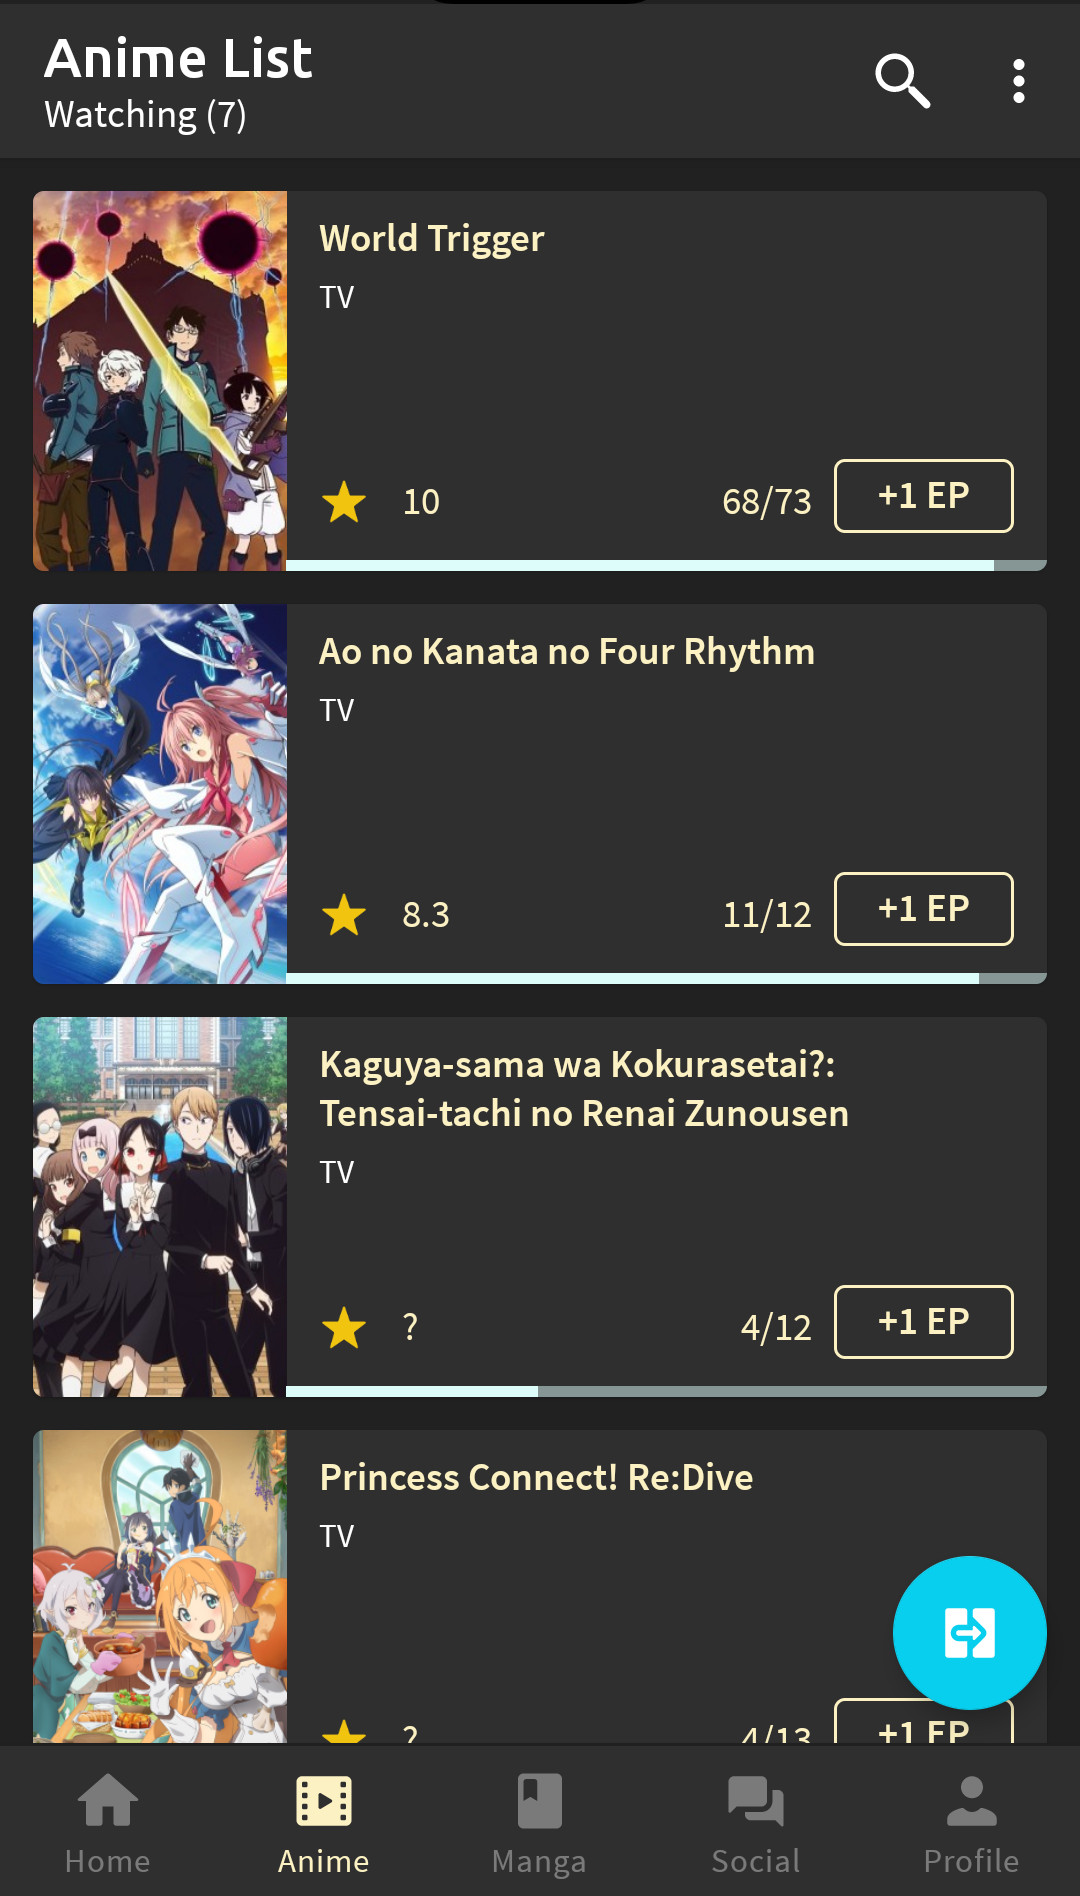 Anime List
Watching (7)
World Trigger
TV
10
68/73
+1 EP
Ao no Kanata no Four Rhythm
TV
8.3
11/12
+1 EP
Kaguya-sama wa Kokurasetai?:
Tensai-tachi no Renai Zunousen
TV
?
4/12
+1 EP
Princess Connect! Re:Dive
TV
?
4/13
+1 EP
Home
Anime
Manga
Social
Profile